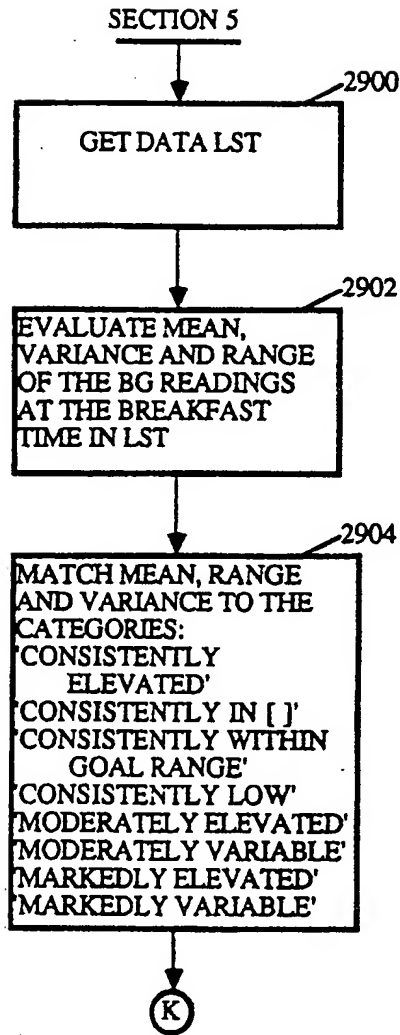 SECTION 5
2900
GET DATA LST
2902
EVALUATE MEAN,
VARIANCE AND RANGE
OF THE BG READINGS
AT THE BREAKFAST
TIME IN LST
2904
MATCH MEAN, RANGE
AND VARIANCE TO THE
CATEGORIES:
'CONSISTENTLY
ELEVATED'
'CONSISTENTLY IN [ ]'
'CONSISTENTLY WITHIN
GOAL RANGE'
'CONSISTENTLY LOW'
'MODERATELY ELEVATED'
'MODERATELY VARIABLE'
'MARKEDLY ELEVATED'
'MARKEDLY VARIABLE'
K